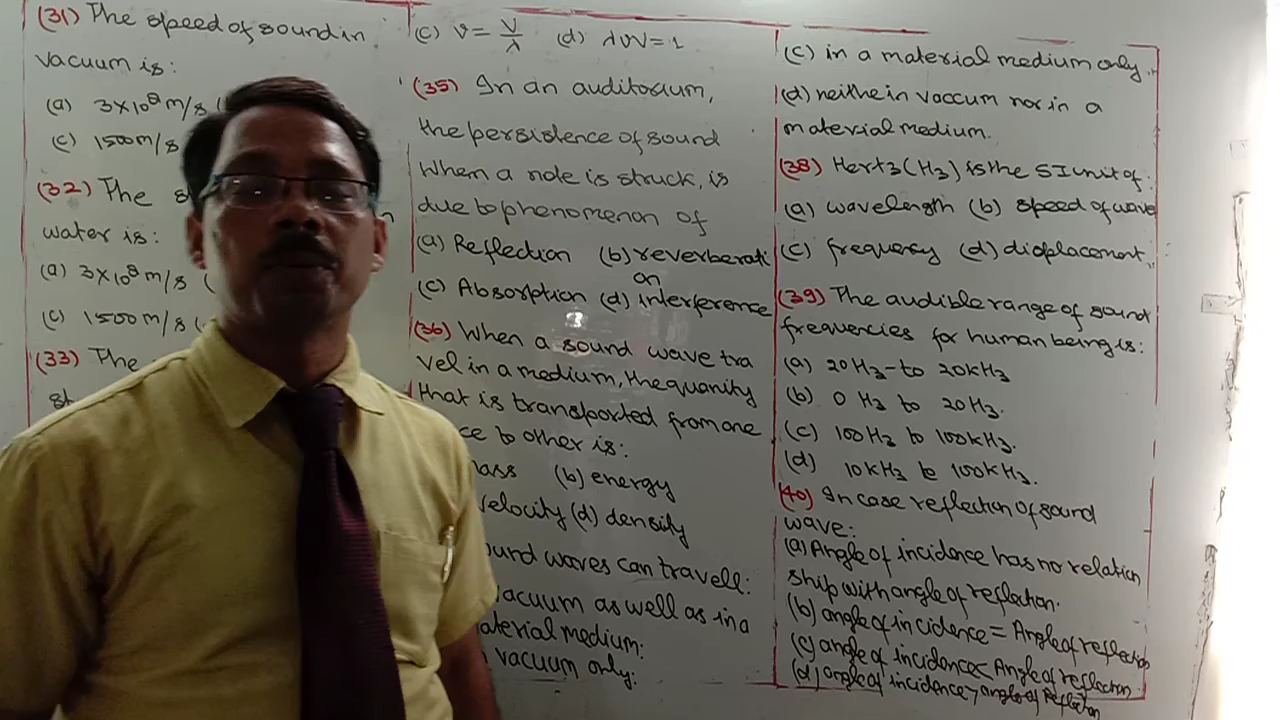 (31) The speed of sound in
vacuum is:
(a) 3×10⁸ m/s
(c) 1500 m/s
(32) The
water is:
(a) 3×10⁸ m/s
(c) 1500 m/s
(33) The
(c) ν = V/λ (d) λνV=1
(35) In an auditorium,
the persistence of sound
When a note is struck, is
due to phenomenon of
(a) Reflection (b) reverberati
on
(c) Absorption (d) interference
(36) When a sound wave tra
vel in a medium, the quanity
that is transported from one
to other is:
(b) energy
velocity (d) density
waves can travell:
vacuum as well as in a
material medium:
vacuum only:
(c) in a material medium only.
(d) neithe in vaccum nor in a
material medium.
(38) Hertz (Hz) is the SI unit of:
(a) wavelength (b) speed of wave
(c) frequency (d) displacement.
(39) The audible range of sound
frequencies for human being is:
(a) 20 Hz - to 20 kHz
(b) 0 Hz to 20 Hz.
(c) 100 Hz to 100 kHz.
(d) 10 kHz to 100 kHz.
(40) In case reflection of sound
wave:
(a) Angle of incidence has no relation
ship with angle of reflection.
(b) angle of incidence = Angle of reflection
(c) angle of incidence < Angle of reflection
(d) angle of incidence > angle of Reflection